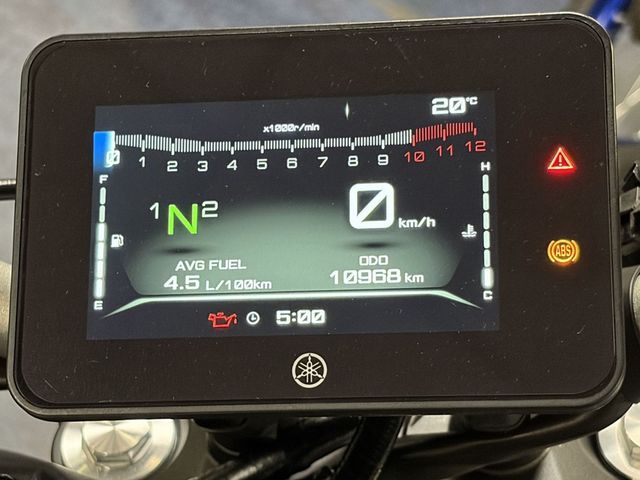 20°C
x1000r/min
0 1 2 3 4 5 6 7 8 9 10 11 12
F H
1 N 2 0 km/h
ABS
AVG FUEL ODO
4.5 L/100km 10968 km
E C
5:00